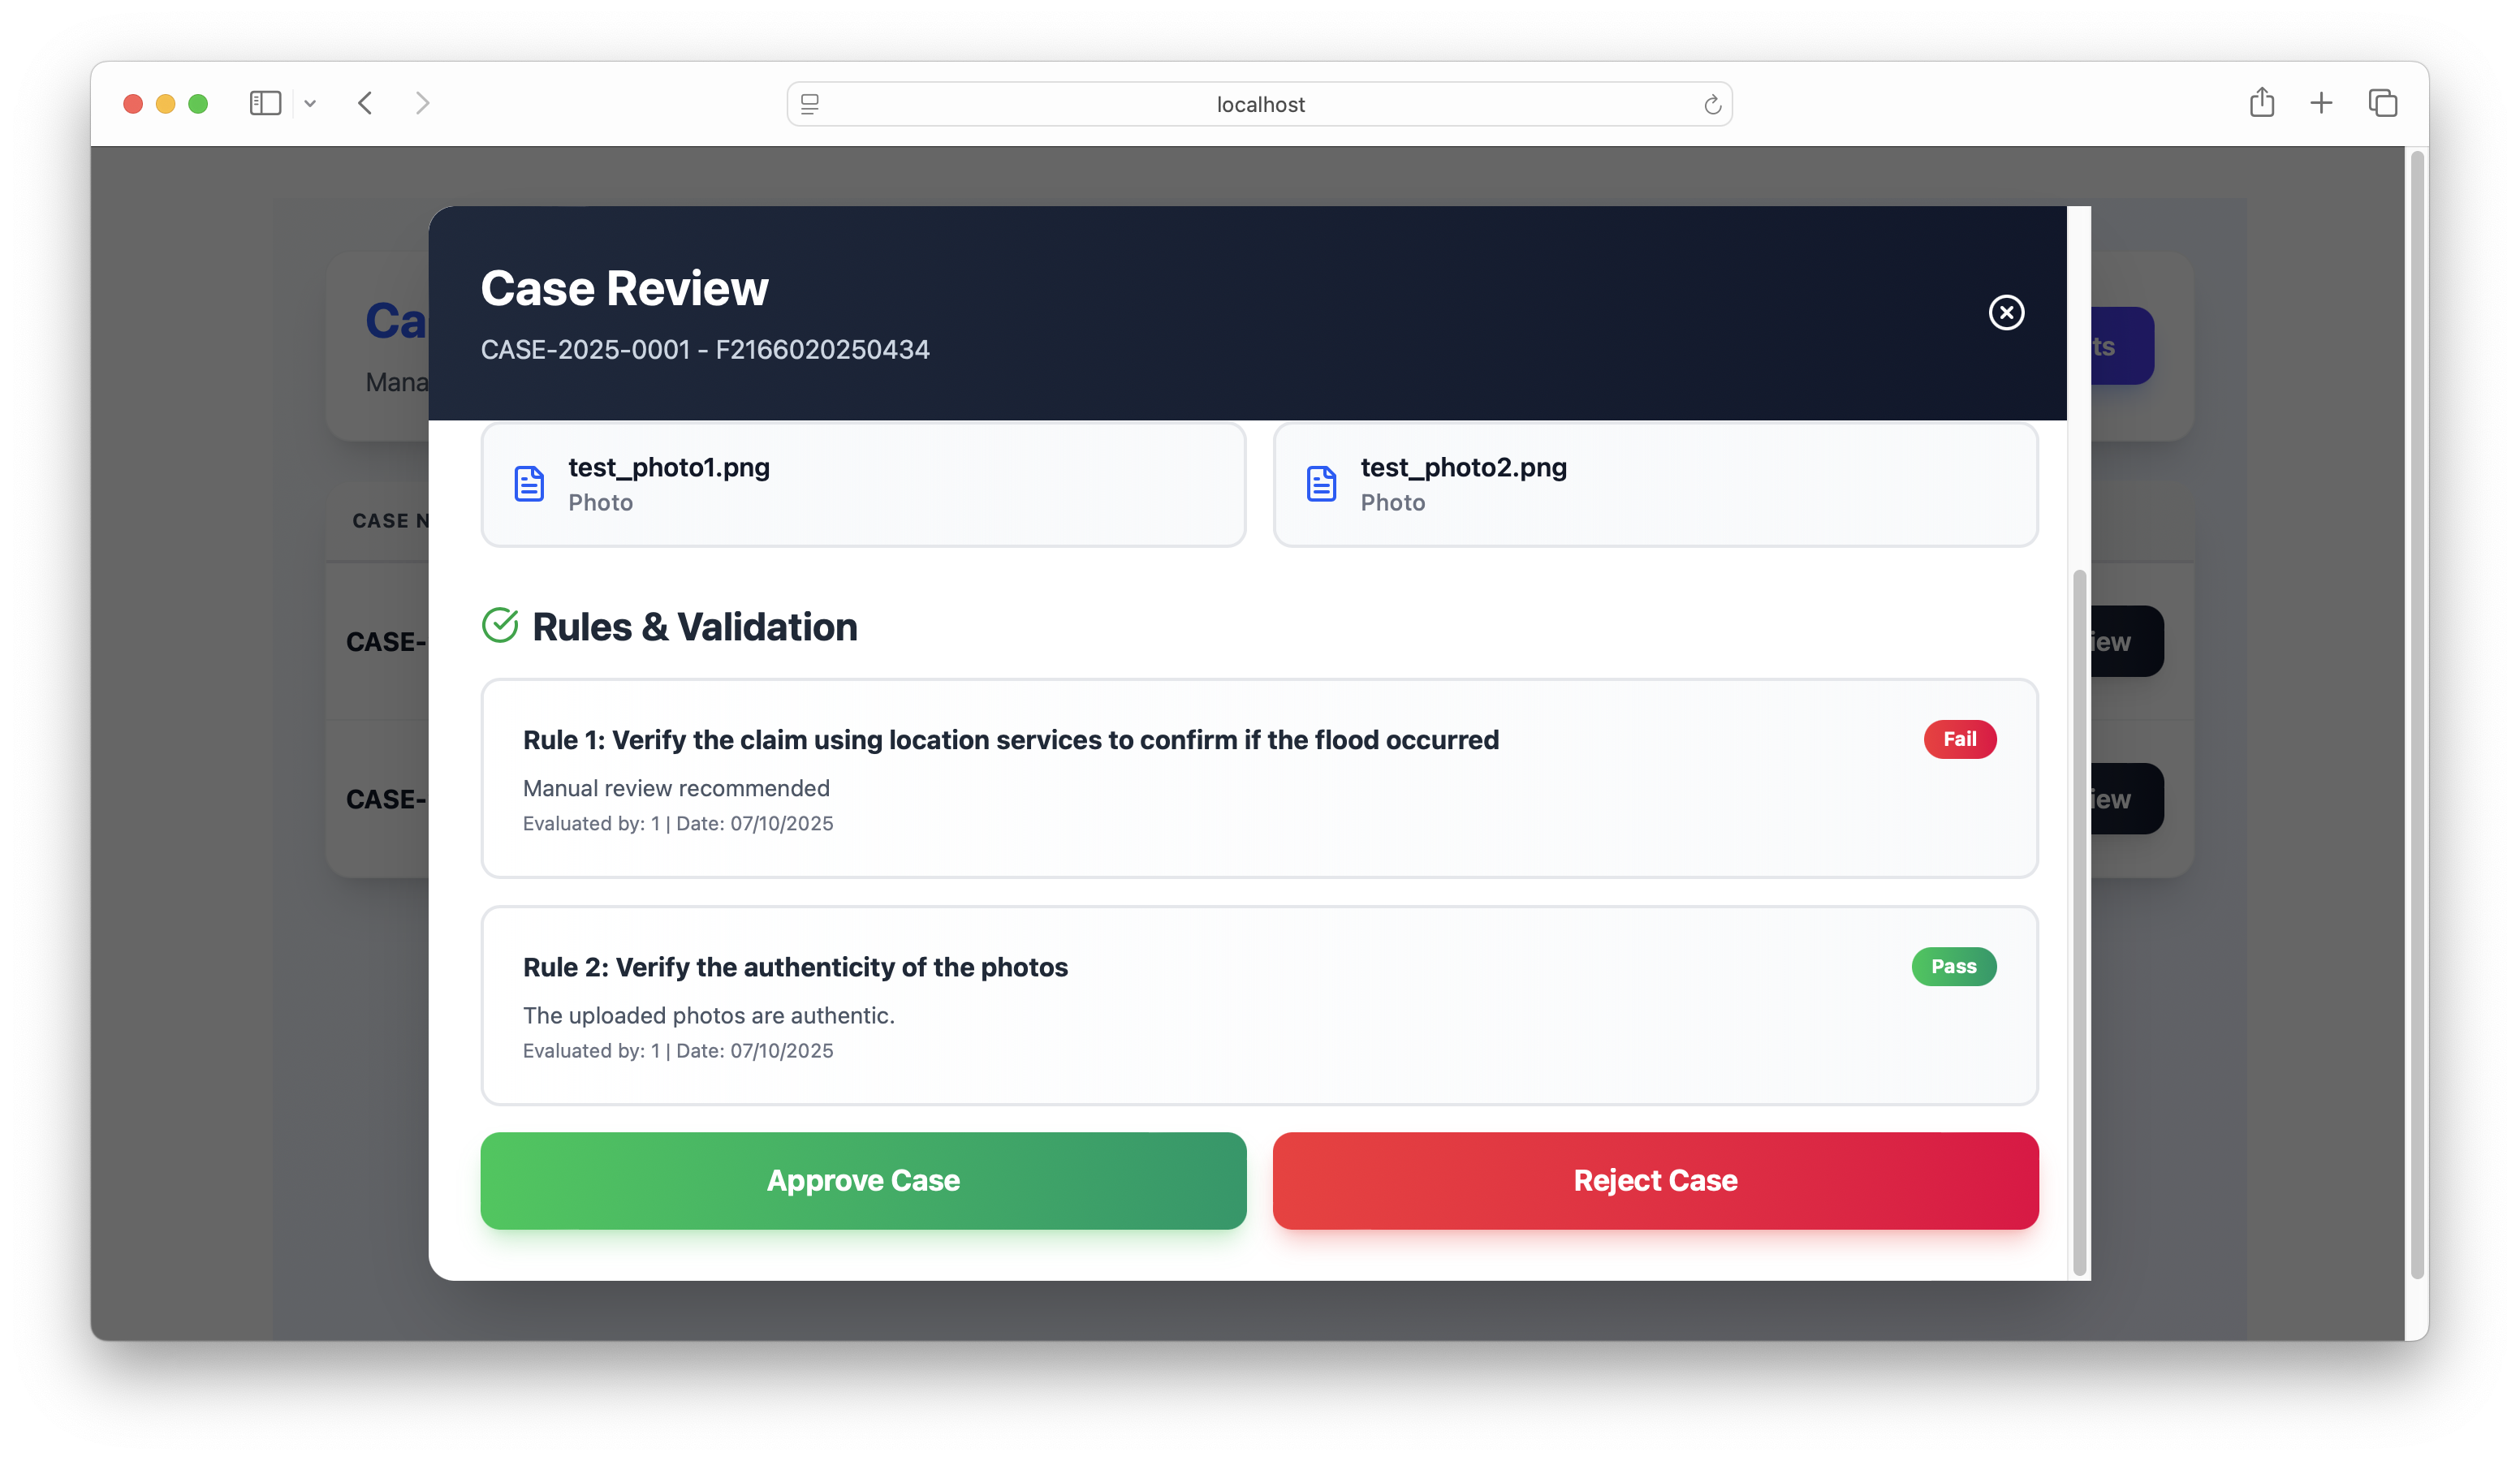 localhost
Case Review
CASE-2025-0001 - F2166020250434
Ca
Mana
ts
test_photo1.png
Photo
test_photo2.png
Photo
CASE N
Rules & Validation
CASE-
iew
Rule 1: Verify the claim using location services to confirm if the flood occurred
Fail
Manual review recommended
Evaluated by: 1 | Date: 07/10/2025
CASE-
iew
Rule 2: Verify the authenticity of the photos
Pass
The uploaded photos are authentic.
Evaluated by: 1 | Date: 07/10/2025
Approve Case
Reject Case